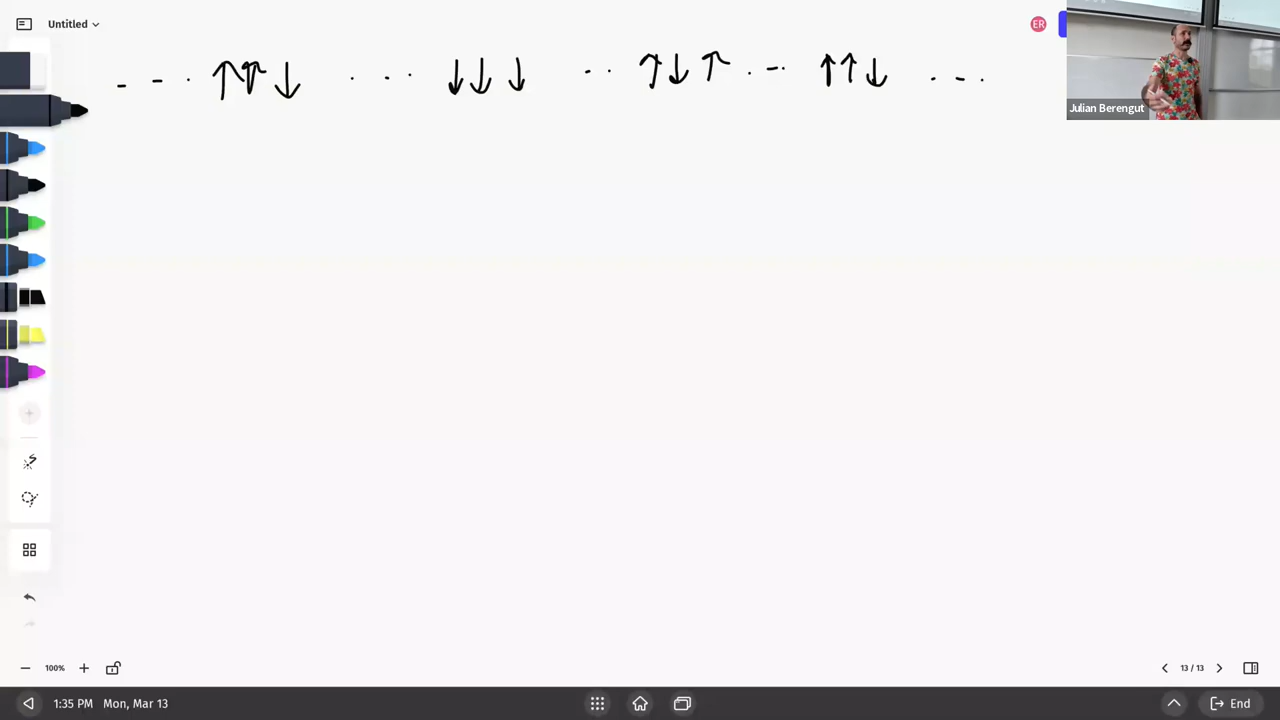 Untitled
ER
-- · ↑↑↓ · · · ↓↓↓ · · ↑↓↑ · - · ↑↑↓ · - ·
Julian Berengut
100%
13 / 13
1:35 PM Mon, Mar 13
End